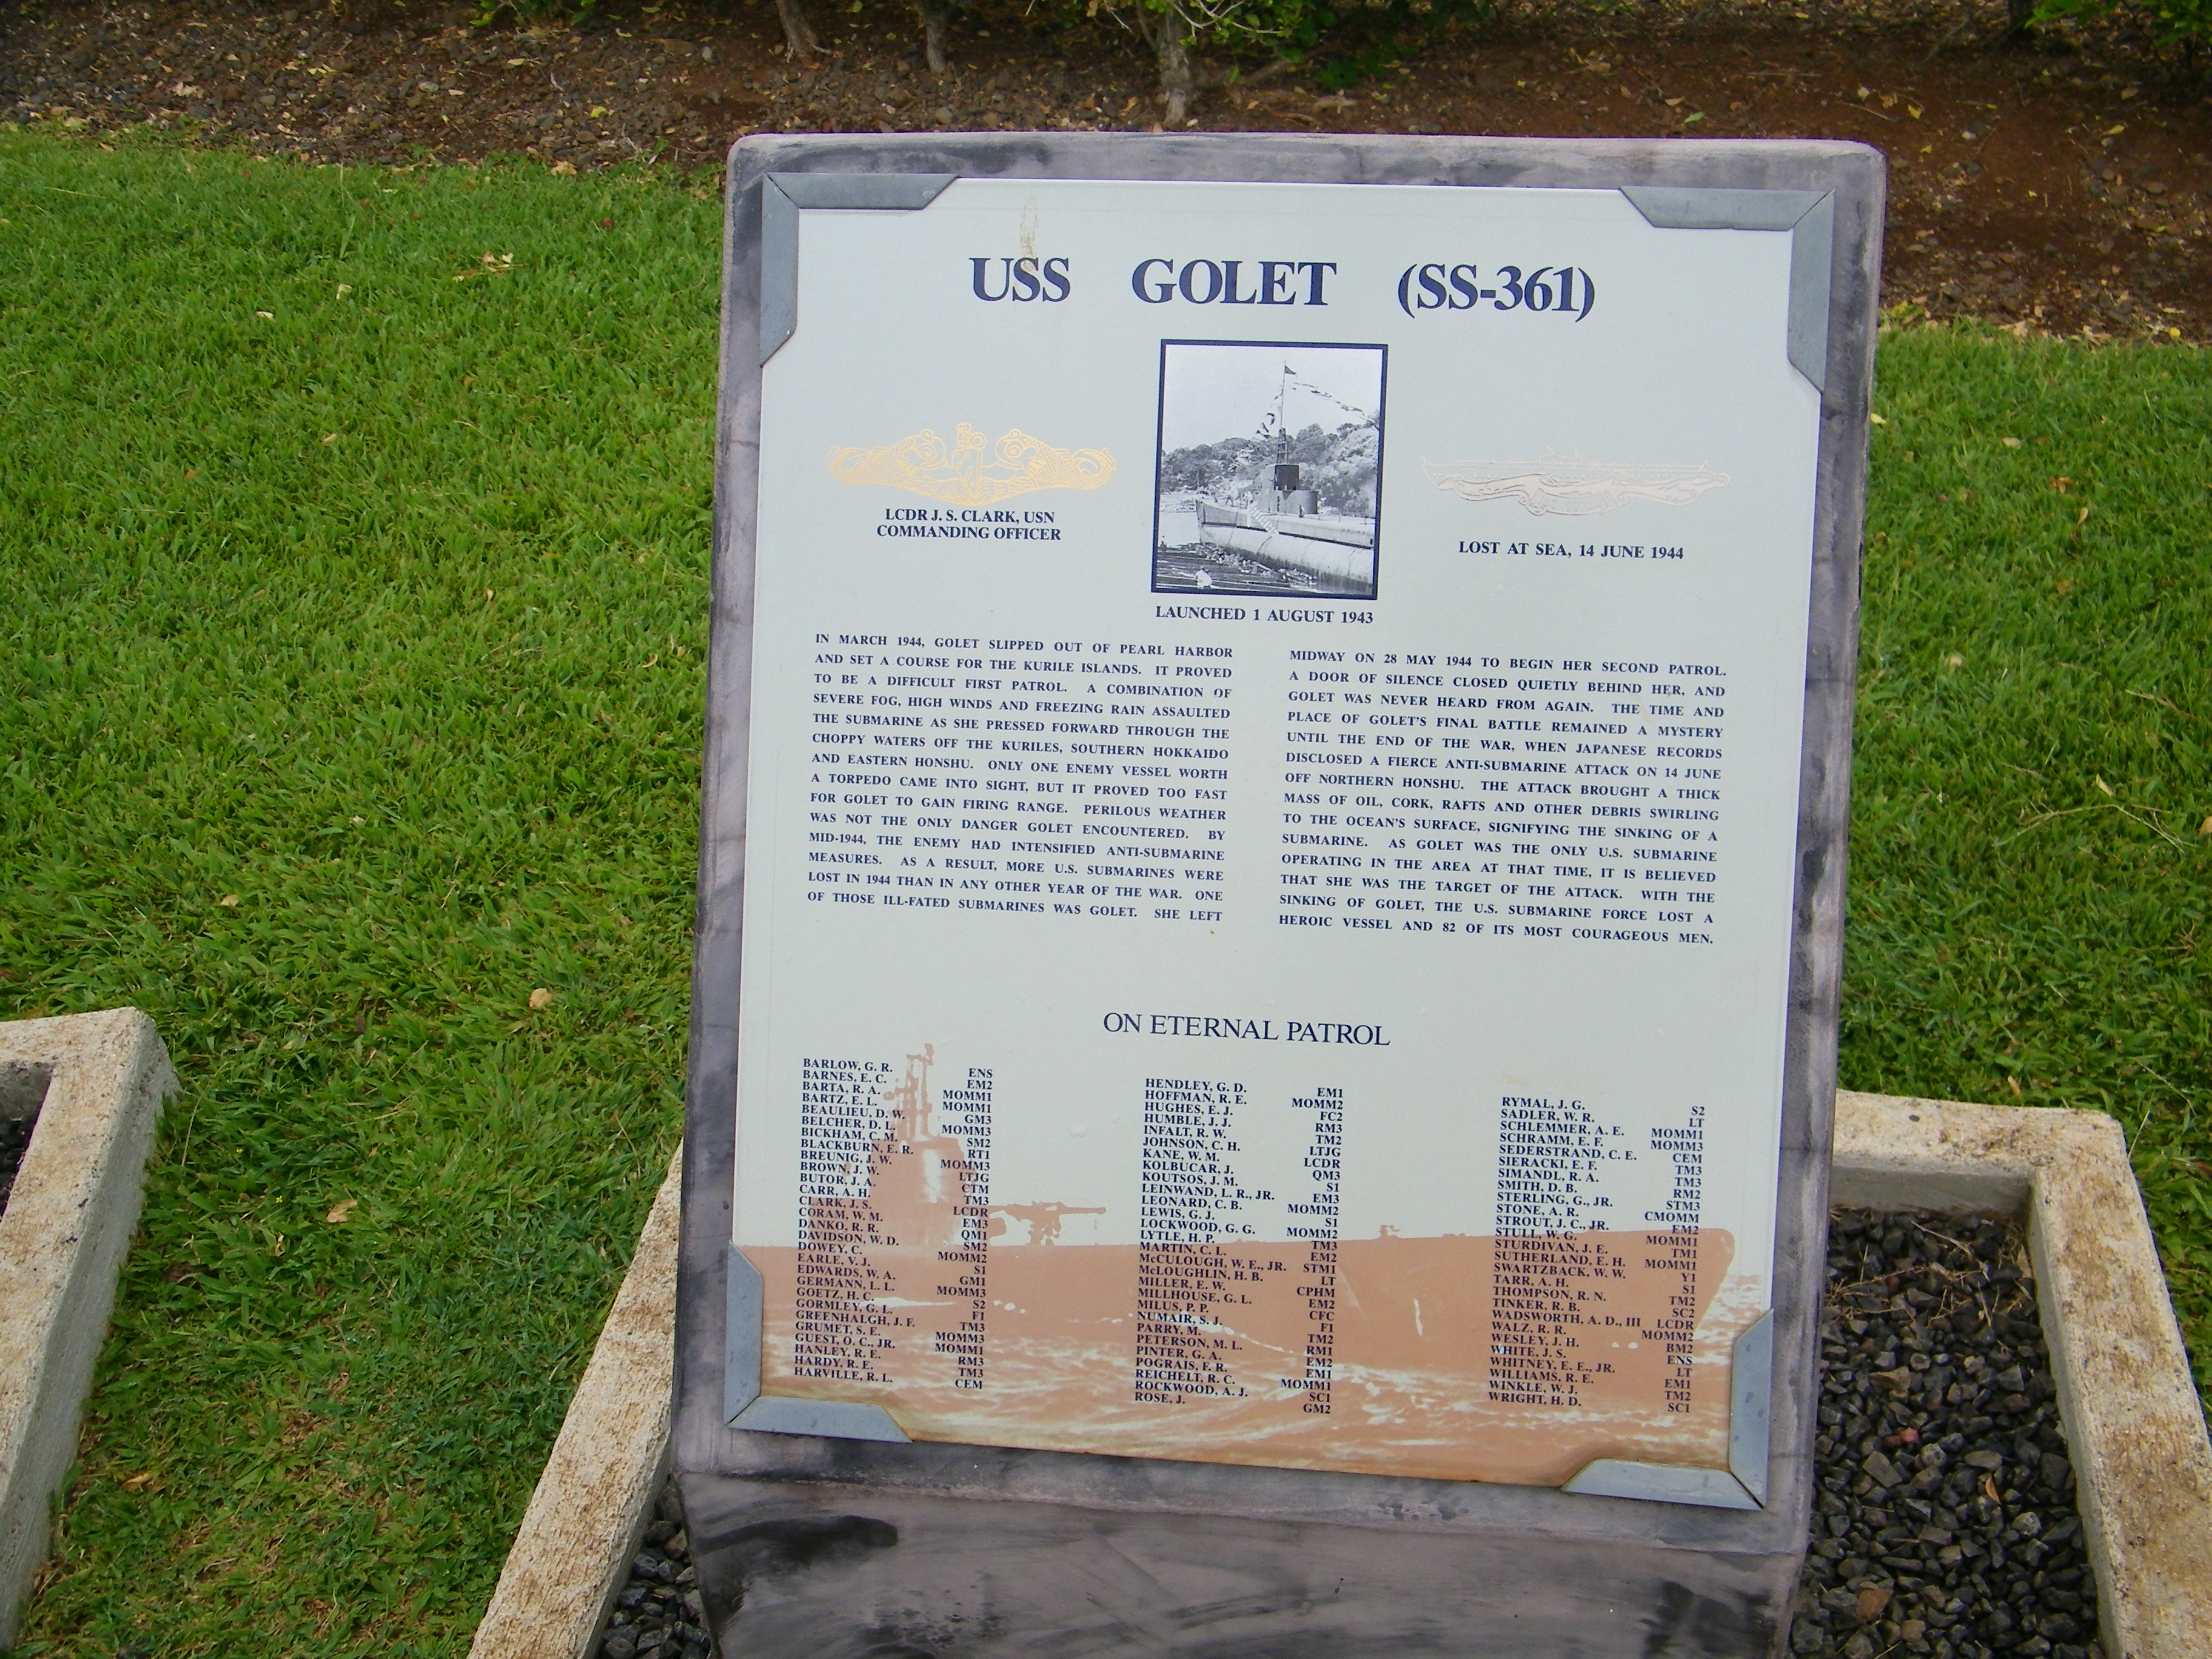 USS GOLET (SS-361)
LCDR J. S. CLARK, USN
COMMANDING OFFICER
LAUNCHED 1 AUGUST 1943
LOST AT SEA, 14 JUNE 1944
IN MARCH 1944, GOLET SLIPPED OUT OF PEARL HARBOR
AND SET A COURSE FOR THE KURILE ISLANDS. IT PROVED
TO BE A DIFFICULT FIRST PATROL. A COMBINATION OF
SEVERE FOG, HIGH WINDS AND FREEZING RAIN ASSAULTED
THE SUBMARINE AS SHE PRESSED FORWARD THROUGH THE
CHOPPY WATERS OFF THE KURILES, SOUTHERN HOKKAIDO
AND EASTERN HONSHU. ONLY ONE ENEMY VESSEL WORTH
A TORPEDO CAME INTO SIGHT, BUT IT PROVED TOO FAST
FOR GOLET TO GAIN FIRING RANGE. PERILOUS WEATHER
WAS NOT THE ONLY DANGER GOLET ENCOUNTERED. BY
MID-1944, THE ENEMY HAD INTENSIFIED ANTI-SUBMARINE
MEASURES. AS A RESULT, MORE U.S. SUBMARINES WERE
LOST IN 1944 THAN IN ANY OTHER YEAR OF THE WAR. ONE
OF THOSE ILL-FATED SUBMARINES WAS GOLET. SHE LEFT
MIDWAY ON 28 MAY 1944 TO BEGIN HER SECOND PATROL.
A DOOR OF SILENCE CLOSED QUIETLY BEHIND HER, AND
GOLET WAS NEVER HEARD FROM AGAIN. THE TIME AND
PLACE OF GOLET'S FINAL BATTLE REMAINED A MYSTERY
UNTIL THE END OF THE WAR, WHEN JAPANESE RECORDS
DISCLOSED A FIERCE ANTI-SUBMARINE ATTACK ON 14 JUNE
OFF NORTHERN HONSHU. THE ATTACK BROUGHT A THICK
MASS OF OIL, CORK, RAFTS AND OTHER DEBRIS SWIRLING
TO THE OCEAN'S SURFACE, SIGNIFYING THE SINKING OF A
SUBMARINE. AS GOLET WAS THE ONLY U.S. SUBMARINE
OPERATING IN THE AREA AT THAT TIME, IT IS BELIEVED
THAT SHE WAS THE TARGET OF THE ATTACK. WITH THE
SINKING OF GOLET, THE U.S. SUBMARINE FORCE LOST A
HEROIC VESSEL AND 82 OF ITS MOST COURAGEOUS MEN.
ON ETERNAL PATROL
BARLOW, G. R. ENS
BARNES, E. C. EM2
BARTA, R. A. MOMM1
BARTZ, E. L. MOMM1
BEAULIEU, D. W. GM3
BELCHER, D. L. MOMM3
BICKHAM, C. M. SM2
BLACKBURN, E. R. RT1
BREUNIG, J. W. MOMM3
BROWN, J. W. LTJG
BUTOR, J. A. CTM
CARR, A. H. TM3
CLARK, J. S. LCDR
CORAM, W. M. EM3
DANKO, R. R. QM1
DAVIDSON, W. D. SM2
DOWEY, C. MOMM2
EARLE, V. J. S1
EDWARDS, W. A. GM1
GERMANN, L. L. MOMM3
GOETZ, H. C. S2
GORMLEY, G. L. F1
GREENHALGH, J. F. TM3
GRUMET, S. E. MOMM3
GUEST, O. C., JR. MOMM1
HANLEY, R. E. RM3
HARDY, R. E. TM3
HARVILLE, R. L. CEM
HENDLEY, G. D. EM1
HOFFMAN, R. E. MOMM2
HUGHES, E. J. FC2
HUMBLE, J. J. RM3
INFALT, R. W. TM2
JOHNSON, C. H. LTJG
KANE, W. M. LCDR
KOLBUCAR, J. QM3
KOUTSOS, J. M. S1
LEINWAND, L. R., JR. EM3
LEONARD, C. B. MOMM2
LEWIS, G. J. S1
LOCKWOOD, G. G. MOMM2
LYTLE, H. P. TM3
MARTIN, C. L. EM2
McCULOUGH, W. E., JR. STM1
McLOUGHLIN, H. B. LT
MILLER, E. W. CPHM
MILLHOUSE, G. L. EM2
MILUS, P. P. CFC
NUMAIR, S. J. F1
PARRY, M. TM2
PETERSON, M. L. RM1
PINTER, G. A. EM2
POGRAIS, F. R. EM1
REICHELT, R. C. MOMM1
ROCKWOOD, A. J. SC1
ROSE, J. GM2
RYMAL, J. G. S2
SADLER, W. R. LT
SCHLEMMER, A. E. MOMM1
SCHRAMM, E. F. MOMM3
SEDERSTRAND, C. E. CEM
SIERACKI, E. F. TM3
SIMANDL, R. A. TM3
SMITH, D. B. RM2
STERLING, G., JR. STM3
STONE, A. R. CMOMM
STROUT, J. C., JR. EM2
STULL, W. G. MOMM1
STURDIVAN, J. E. TM1
SUTHERLAND, E. H. MOMM1
SWARTZBACK, W. W. Y1
TARR, A. H. S1
THOMPSON, R. N. TM2
TINKER, R. B. SC2
WADSWORTH, A. D., III LCDR
WALZ, R. R. MOMM2
WESLEY, J. H. BM2
WHITE, J. S. ENS
WHITNEY, E. E., JR. LT
WILLIAMS, R. E. EM1
WINKLE, W. J. TM2
WRIGHT, H. D. SC1